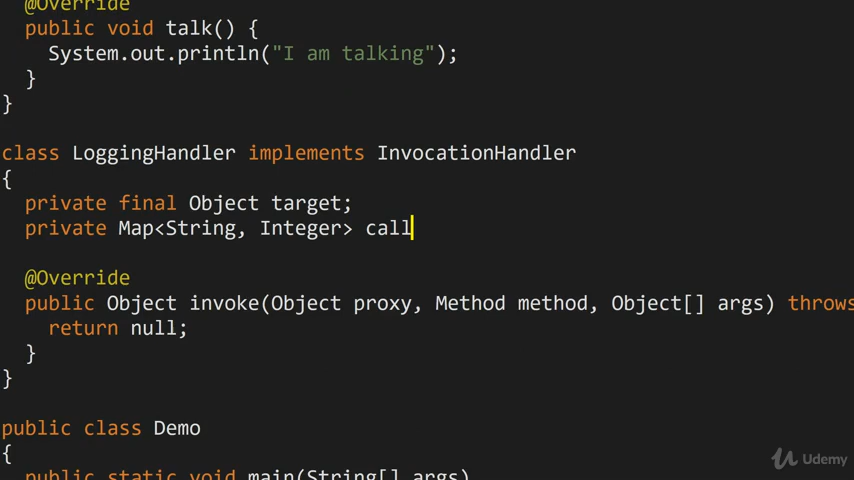 @Override
public void talk() {
System.out.println("I am talking");
}
}
class LoggingHandler implements InvocationHandler
{
private final Object target;
private Map<String, Integer> call
@Override
public Object invoke(Object proxy, Method method, Object[] args) throws
return null;
}
}
public class Demo
{
public static void main(String[] args)
Udemy